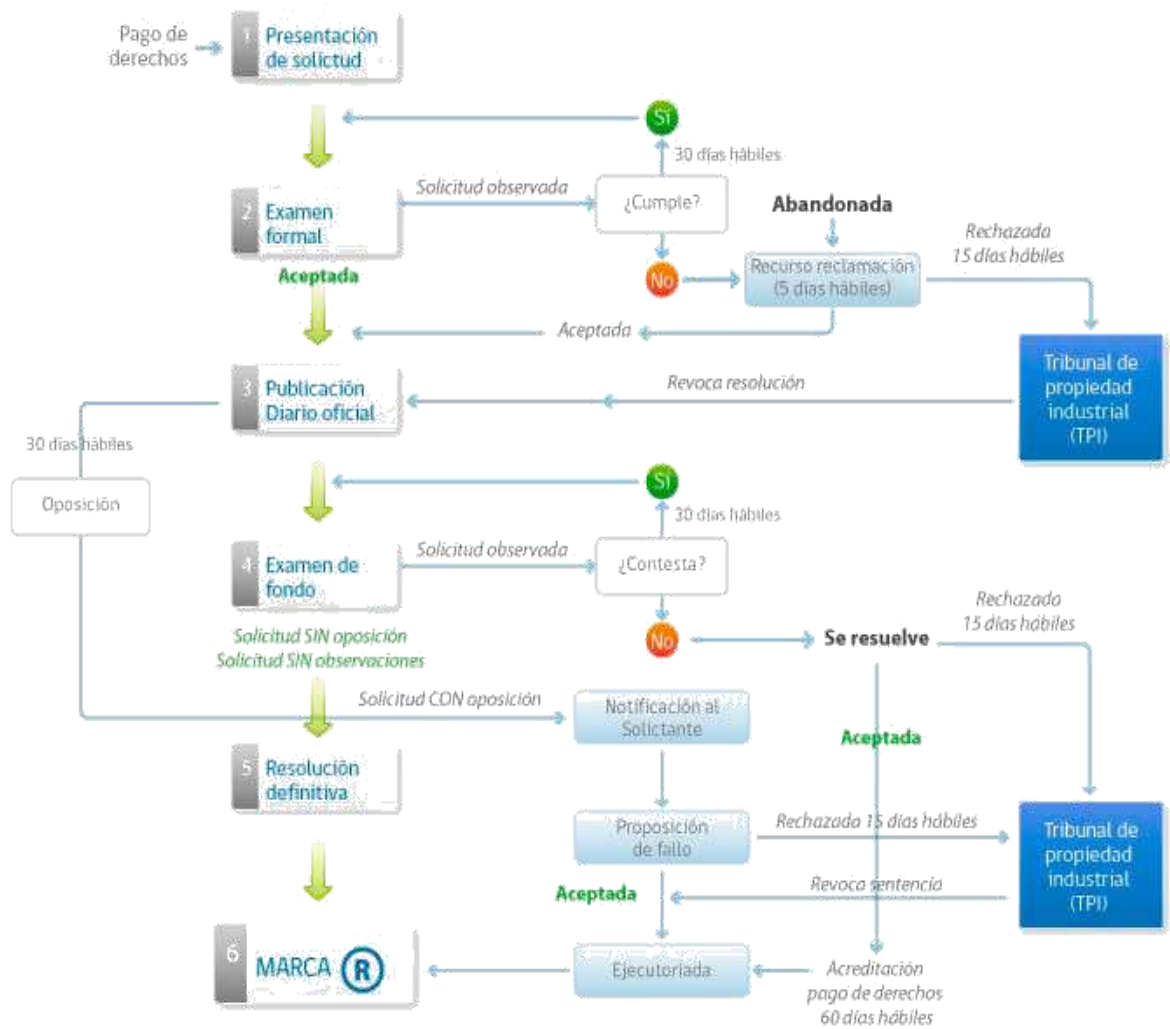 Pago de
derechos
1 Presentación
de solictud
Sí
30 días hábiles
Solicitud observada
¿Cumple?
2 Examen
formal
Aceptada
No
Abandonada
Recurso reclamación
(5 días hábiles)
Rechazada
15 días hábiles
Aceptada
Tribunal de
propiedad
industrial
(TPI)
Revoca resolución
3 Publicación
Diario oficial
30 días hábiles
Oposición
Sí
30 días hábiles
Solicitud observada
¿Contesta?
4 Examen de
fondo
Solicitud SIN oposición
Solicitud SIN observaciones
No
Se resuelve
Rechazada
15 días hábiles
Solicitud CON oposición
Notificación al
Solictante
Aceptada
5 Resolución
definitiva
Proposición
de fallo
Rechazada 15 días hábiles
Tribunal de
propiedad
industrial
(TPI)
Revoca sentencia
Aceptada
6 MARCA R
Ejecutoriada
Acreditación
pago de derechos
60 días hábiles